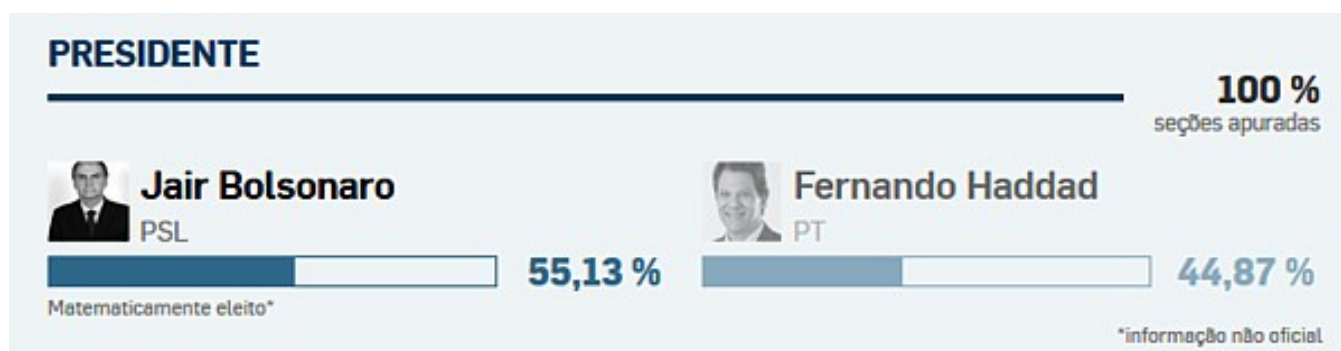 PRESIDENTE
100 %
seções apuradas
Jair Bolsonaro
PSL
55,13 %
Matematicamente eleito*
Fernando Haddad
PT
44,87 %
*informação não oficial